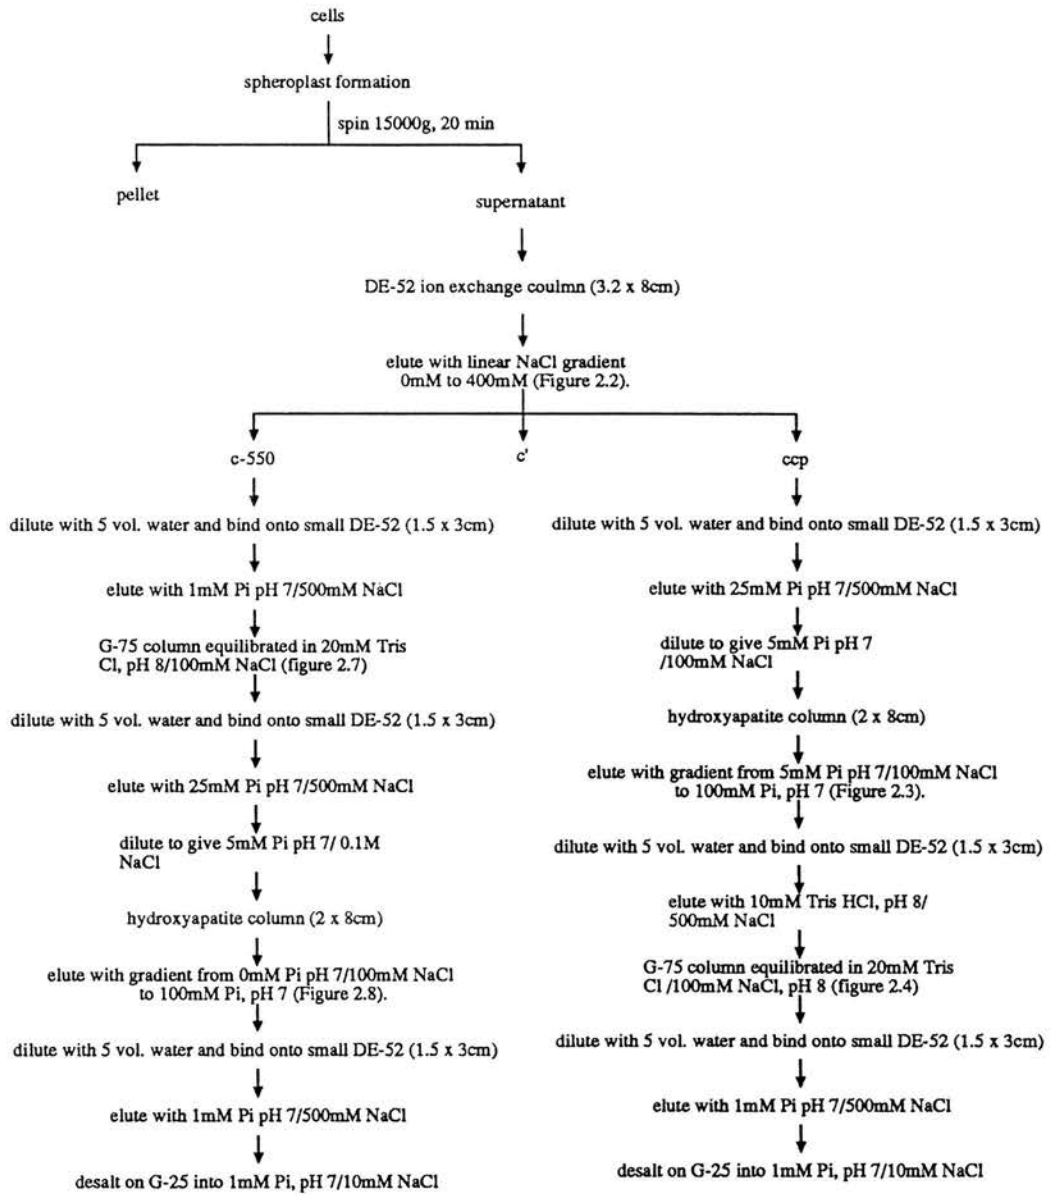 cells
spheroplast formation
spin 15000g, 20 min
pellet
supernatant
DE-52 ion exchange coulmn (3.2 x 8cm)
elute with linear NaCl gradient
0mM to 400mM (Figure 2.2).
c-550
c'
ccp
dilute with 5 vol. water and bind onto small DE-52 (1.5 x 3cm)
elute with 1mM Pi pH 7/500mM NaCl
G-75 column equilibrated in 20mM Tris
Cl, pH 8/100mM NaCl (figure 2.7)
dilute with 5 vol. water and bind onto small DE-52 (1.5 x 3cm)
elute with 25mM Pi pH 7/500mM NaCl
dilute to give 5mM Pi pH 7/ 0.1M
NaCl
hydroxyapatite column (2 x 8cm)
elute with gradient from 0mM Pi pH 7/100mM NaCl
to 100mM Pi, pH 7 (Figure 2.8).
dilute with 5 vol. water and bind onto small DE-52 (1.5 x 3cm)
elute with 1mM Pi pH 7/500mM NaCl
desalt on G-25 into 1mM Pi, pH 7/10mM NaCl
dilute with 5 vol. water and bind onto small DE-52 (1.5 x 3cm)
elute with 25mM Pi pH 7/500mM NaCl
dilute to give 5mM Pi pH 7
/100mM NaCl
hydroxyapatite column (2 x 8cm)
elute with gradient from 5mM Pi pH 7/100mM NaCl
to 100mM Pi, pH 7 (Figure 2.3).
dilute with 5 vol. water and bind onto small DE-52 (1.5 x 3cm)
elute with 10mM Tris HCl, pH 8/
500mM NaCl
G-75 column equilibrated in 20mM Tris
Cl /100mM NaCl, pH 8 (figure 2.4)
dilute with 5 vol. water and bind onto small DE-52 (1.5 x 3cm)
elute with 1mM Pi pH 7/500mM NaCl
desalt on G-25 into 1mM Pi, pH 7/10mM NaCl